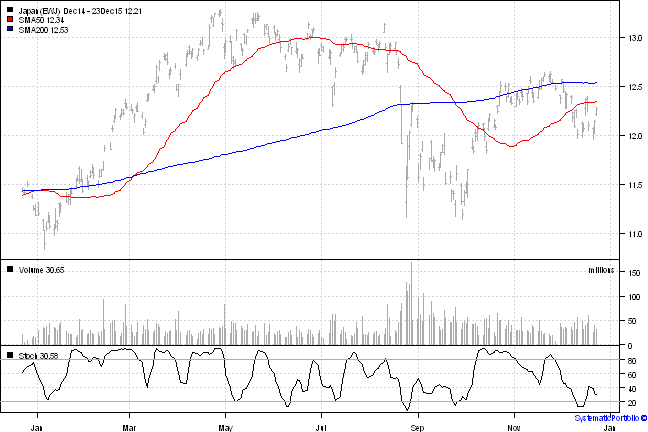 Japan (EWJ) Dec14 - 23Dec15 12.21
SMA50 12.34
SMA200 12.53
13.0
12.5
12.0
11.5
11.0
Volume 30.65
millions
150
100
50
0
Stoch 30.58
80
60
40
20
Jan
Mar
May
Jul
Sep
Nov
Jan
SystematicPortfolio ©